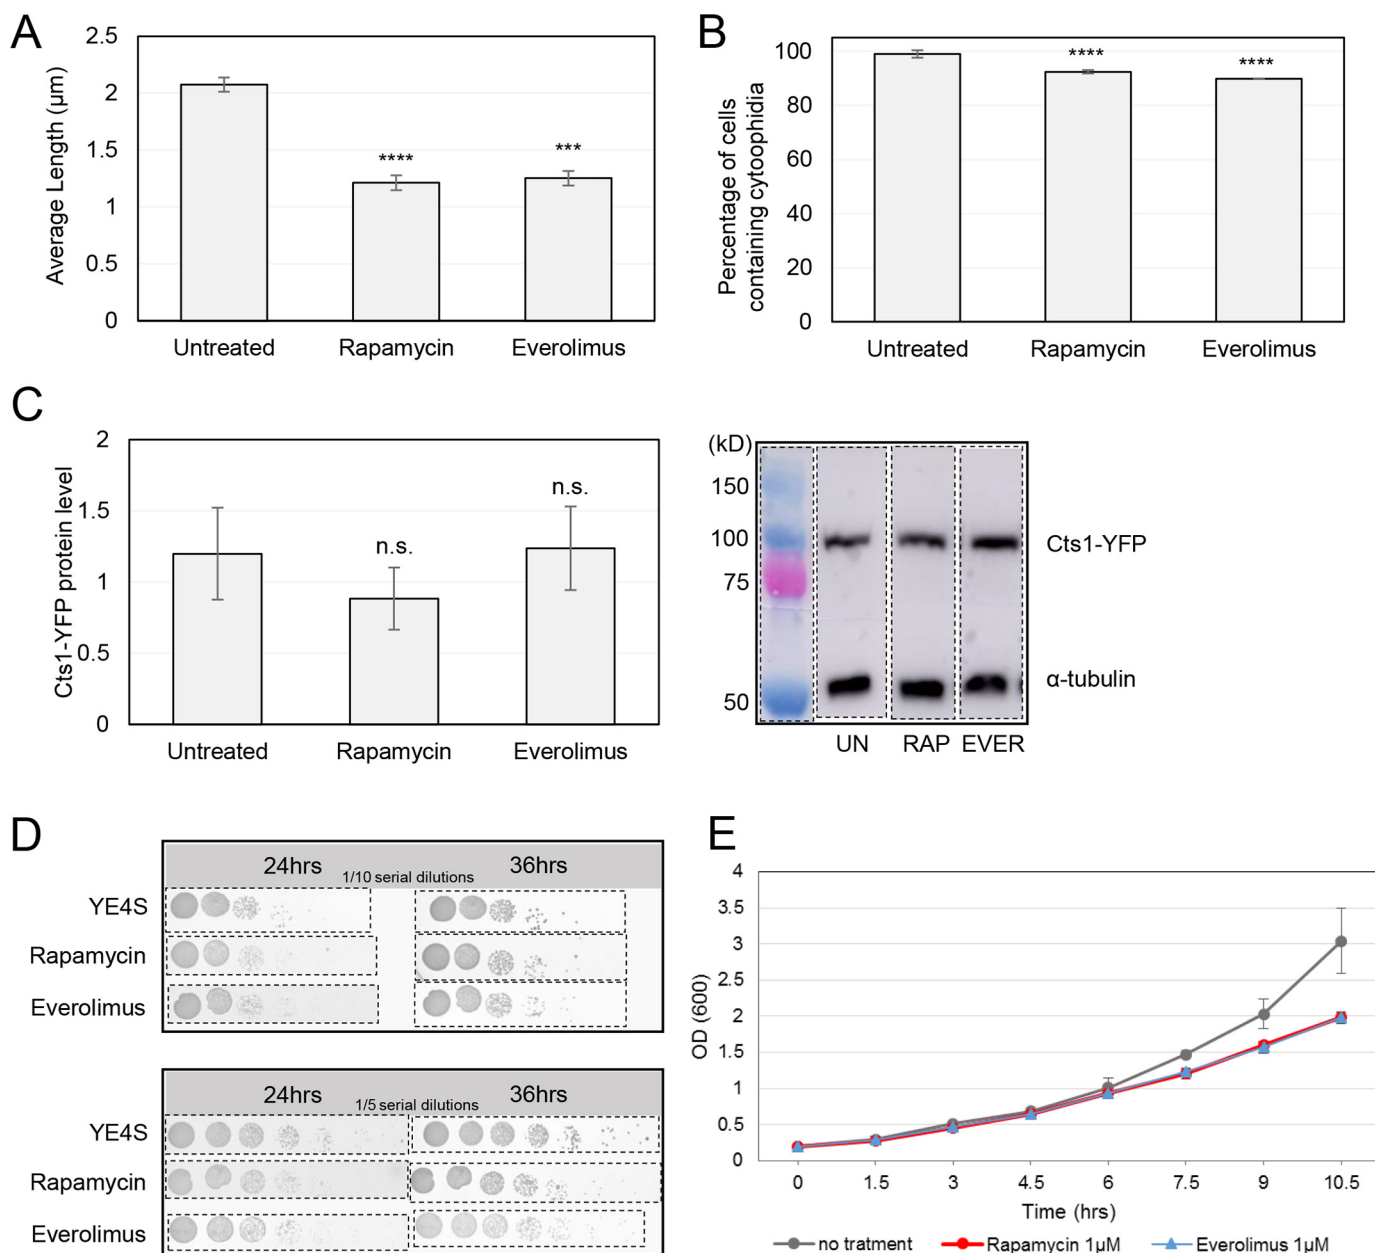 A
2.5
2
1.5
1
0.5
0
Average Length (µm)
****
***
Untreated Rapamycin Everolimus
B
100
80
60
40
20
0
Percentage of cells
containing cytoophidia
****
****
Untreated Rapamycin Everolimus
C
2
1.5
1
0.5
0
Cts1-YFP protein level
n.s.
n.s.
Untreated Rapamycin Everolimus
(kD)
150
100
75
50
Cts1-YFP
α-tubulin
UN RAP EVER
D
24hrs 36hrs
1/10 serial dilutions
YE4S
Rapamycin
Everolimus
24hrs 36hrs
1/5 serial dilutions
YE4S
Rapamycin
Everolimus
E
4
3.5
3
2.5
2
1.5
1
0.5
0
OD (600)
0 1.5 3 4.5 6 7.5 9 10.5
Time (hrs)
no tratment Rapamycin 1µM Everolimus 1µM